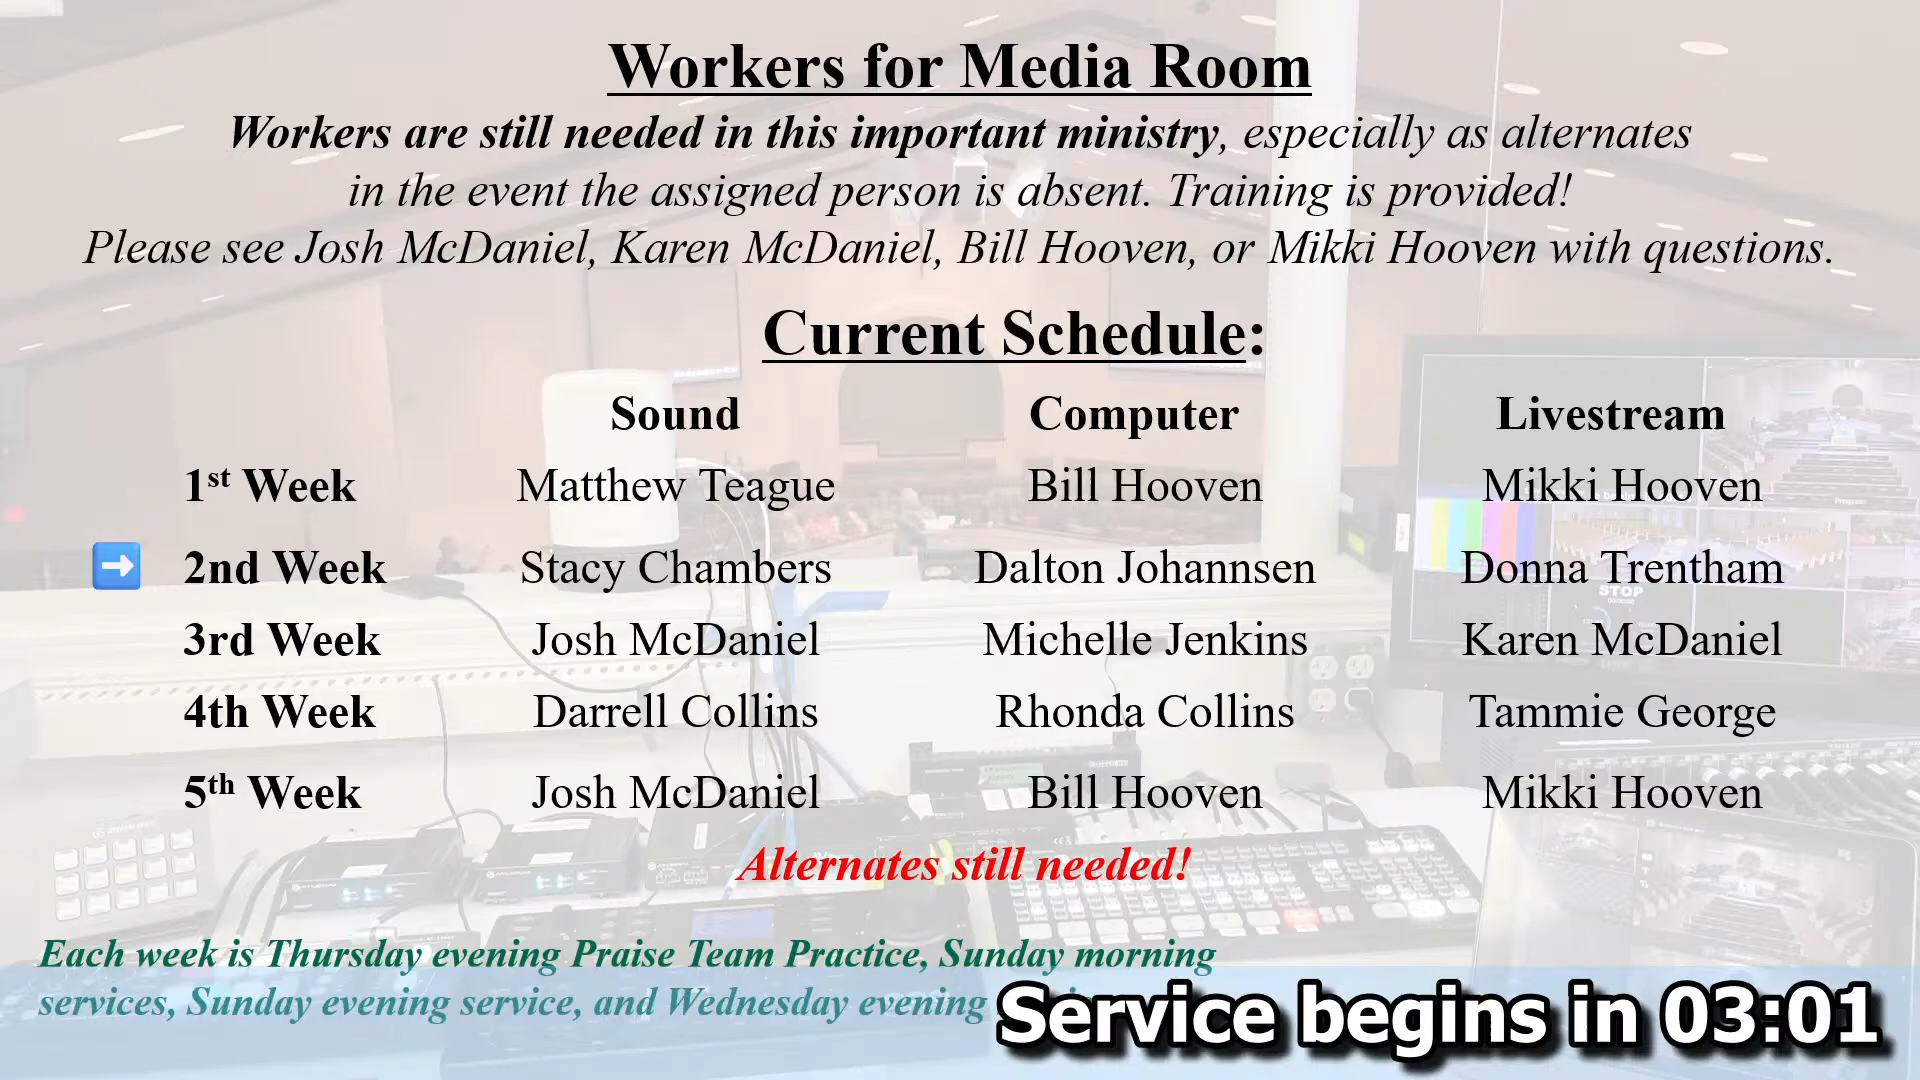 Workers for Media Room
Workers are still needed in this important ministry, especially as alternates
in the event the assigned person is absent. Training is provided!
Please see Josh McDaniel, Karen McDaniel, Bill Hooven, or Mikki Hooven with questions.
Current Schedule:
Sound Computer Livestream
1st Week Matthew Teague Bill Hooven Mikki Hooven
➡ 2nd Week Stacy Chambers Dalton Johannsen Donna Trentham
STOP
3rd Week Josh McDaniel Michelle Jenkins Karen McDaniel
4th Week Darrell Collins Rhonda Collins Tammie George
5th Week Josh McDaniel Bill Hooven Mikki Hooven
Alternates still needed!
Each week is Thursday evening Praise Team Practice, Sunday morning
services, Sunday evening service, and Wednesday evening
Service begins in 03:01